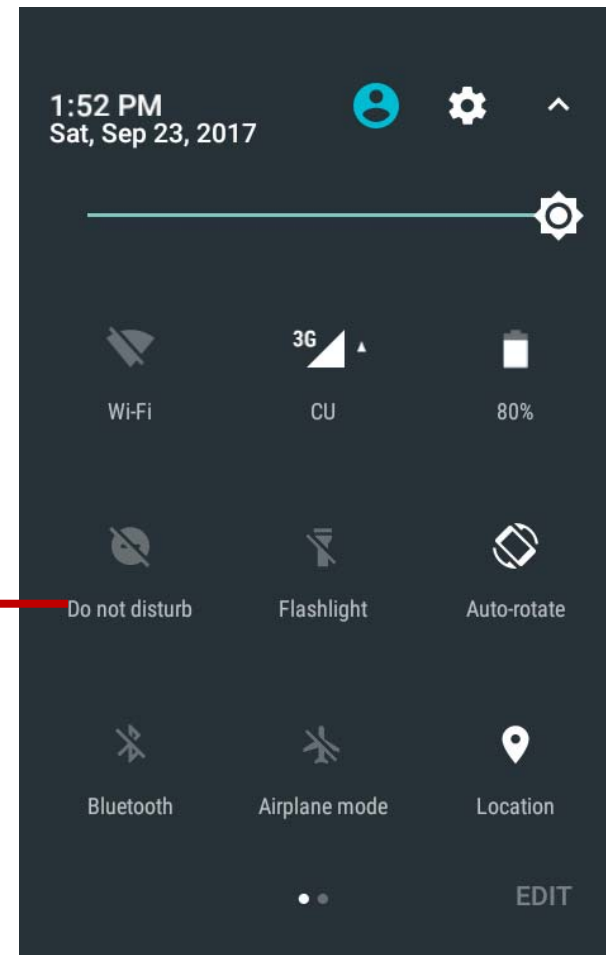 1:52 PM
Sat, Sep 23, 2017
3G
Wi-Fi
CU
80%
Do not disturb
Flashlight
Auto-rotate
Bluetooth
Airplane mode
Location
EDIT